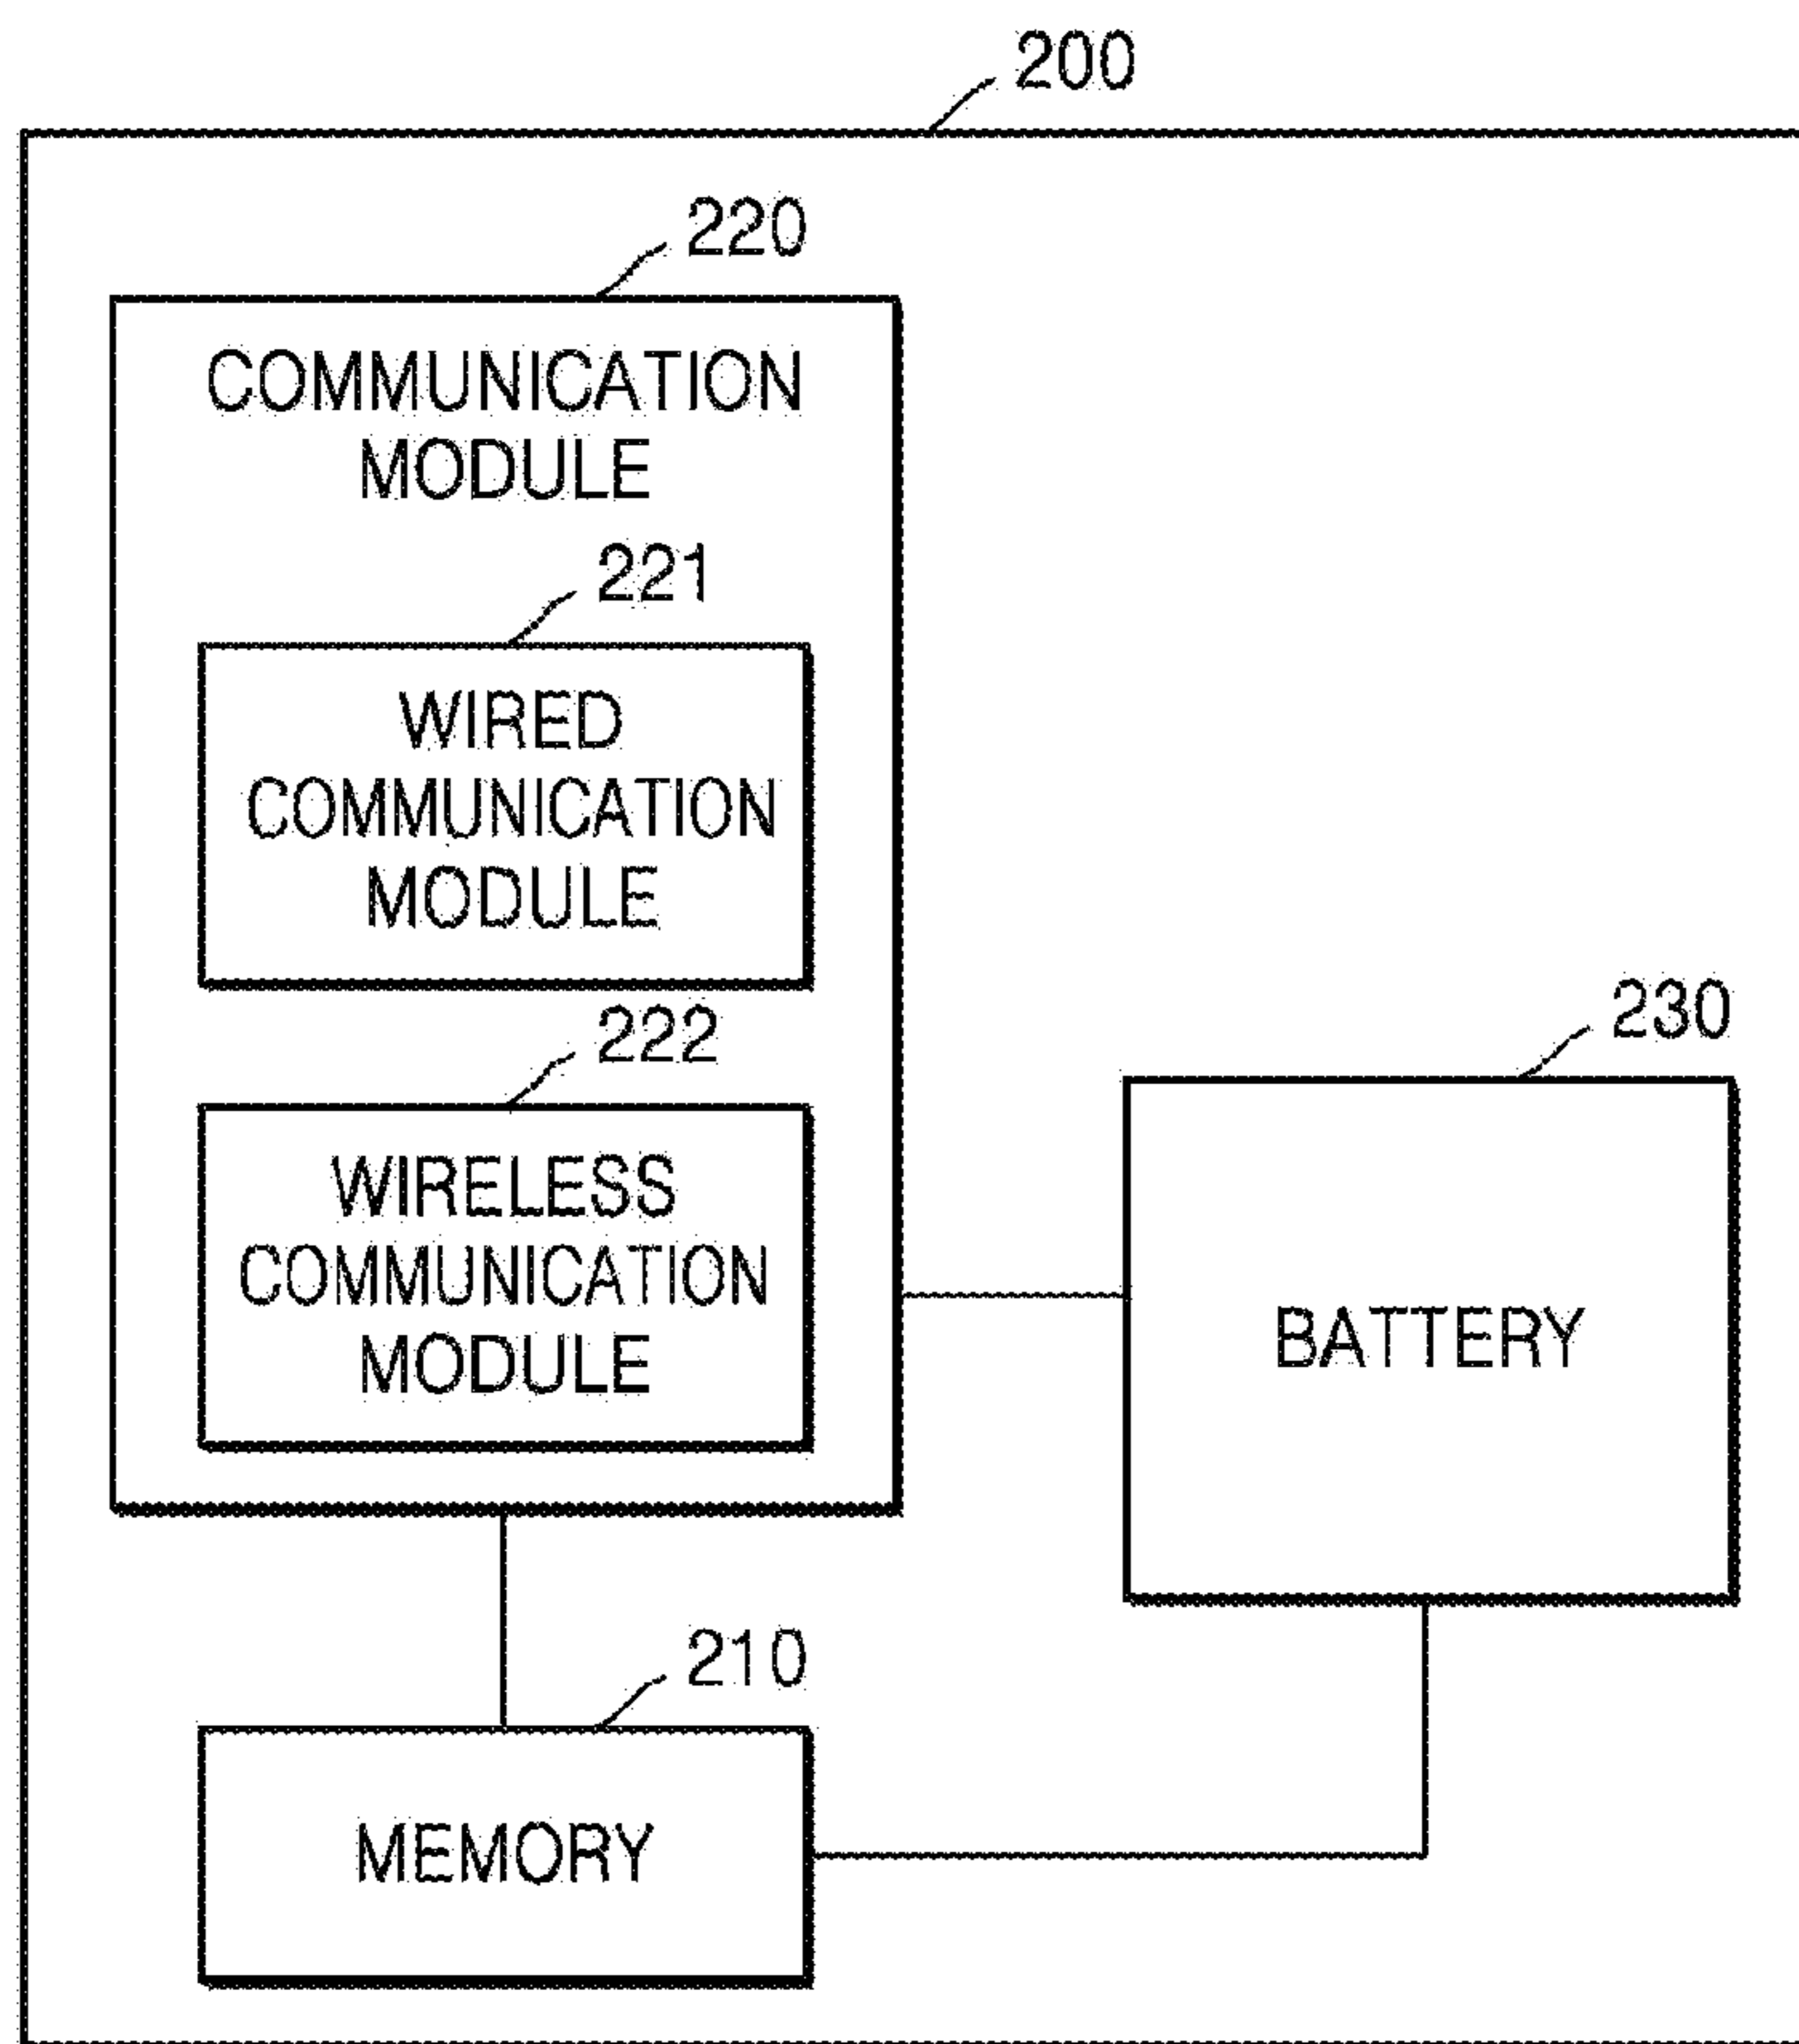 200
220
COMMUNICATION
MODULE
221
WIRED
COMMUNICATION
MODULE
222
WIRELESS
COMMUNICATION
MODULE
230
BATTERY
210
MEMORY